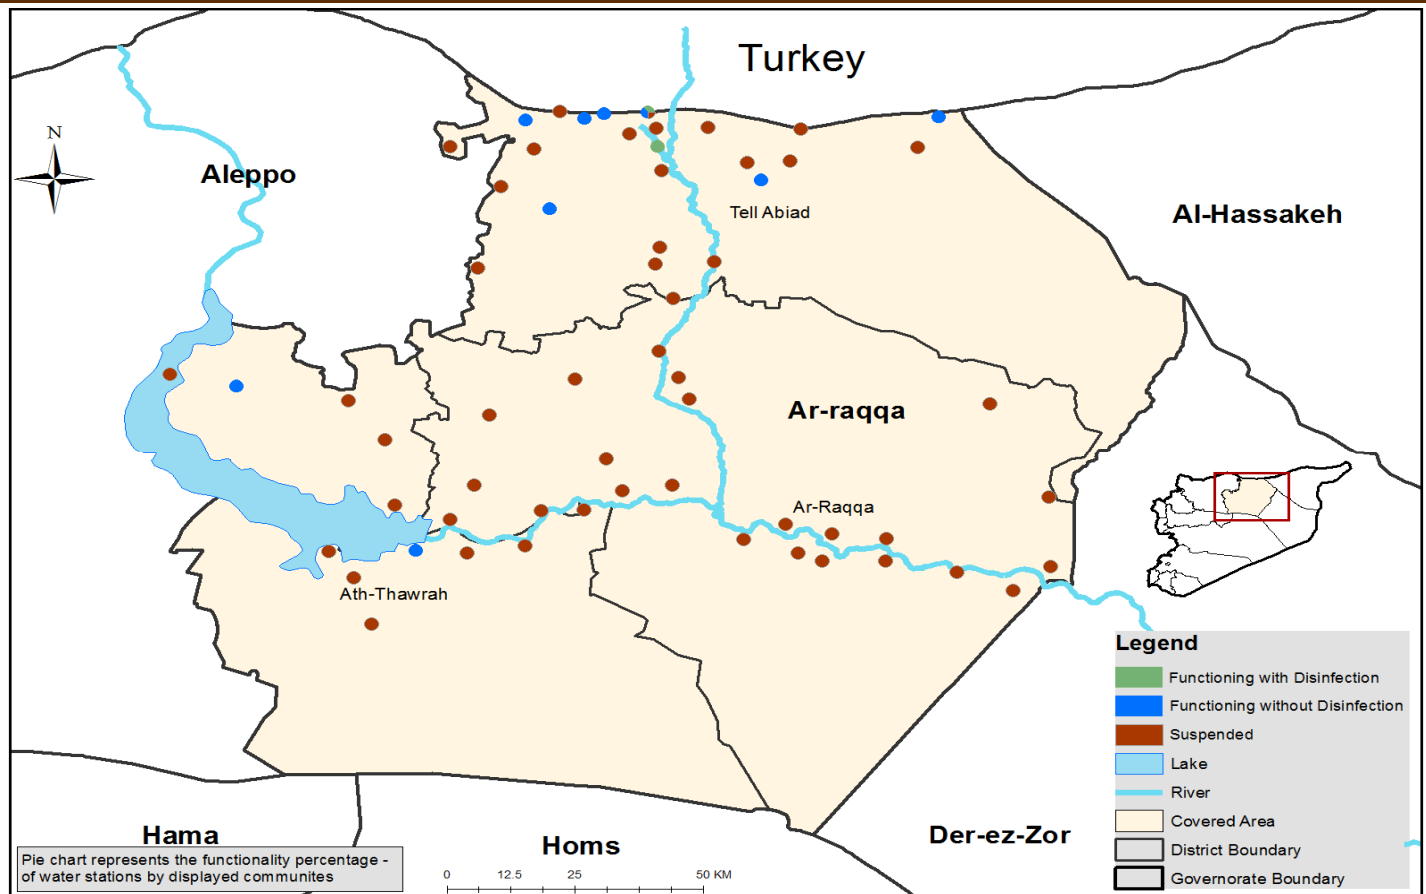 Turkey
N
Aleppo
Al-Hassakeh
Tell Abiad
Ar-raqqa
Ar-Raqqa
Ath-Thawrah
Legend
Functioning with Disinfection
Functioning without Disinfection
Suspended
Lake
River
Covered Area
District Boundary
Governorate Boundary
Hama
Homs
Der-ez-Zor
Pie chart represents the functionality percentage -
of water stations by displayed communites
0 12.5 25 50 KM